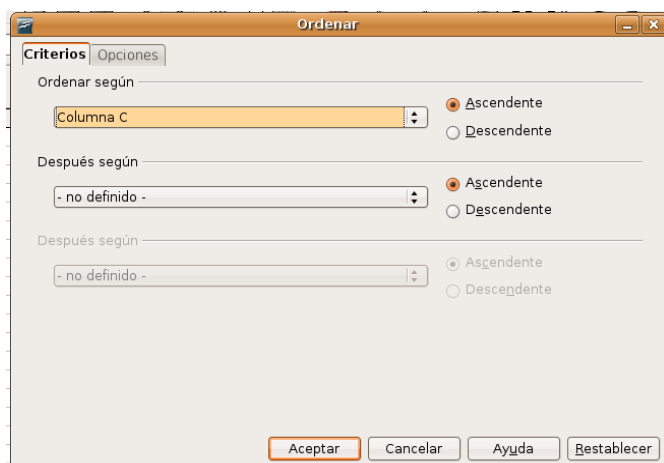 Ordenar
Criterios Opciones
Ordenar según
Columna C
Ascendente
Descendente
Después según
- no definido -
Ascendente
Descendente
Después según
- no definido -
Ascendente
Descendente
Aceptar Cancelar Ayuda Restablecer